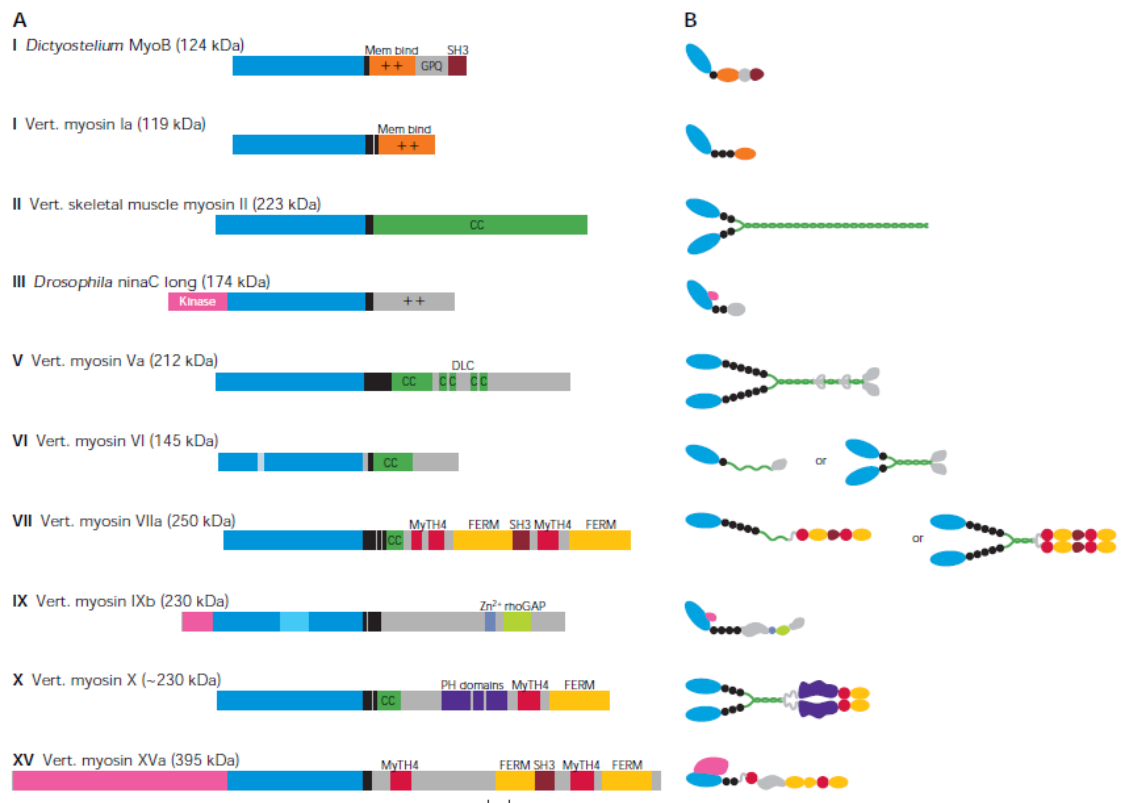 A B
I Dictyostelium MyoB (124 kDa)
Mem bind SH3
++ GPQ
I Vert. myosin Ia (119 kDa)
Mem bind
++
II Vert. skeletal muscle myosin II (223 kDa)
CC
III Drosophila ninaC long (174 kDa)
Kinase ++
V Vert. myosin Va (212 kDa)
DLC
CC C C C C
VI Vert. myosin VI (145 kDa)
CC
or
VII Vert. myosin VIIa (250 kDa)
MyTH4 FERM SH3 MyTH4 FERM
CC
or
IX Vert. myosin IXb (230 kDa)
Zn2+ rhoGAP
X Vert. myosin X (~230 kDa)
PH domains MyTH4 FERM
CC
XV Vert. myosin XVa (395 kDa)
MyTH4 FERM SH3 MyTH4 FERM